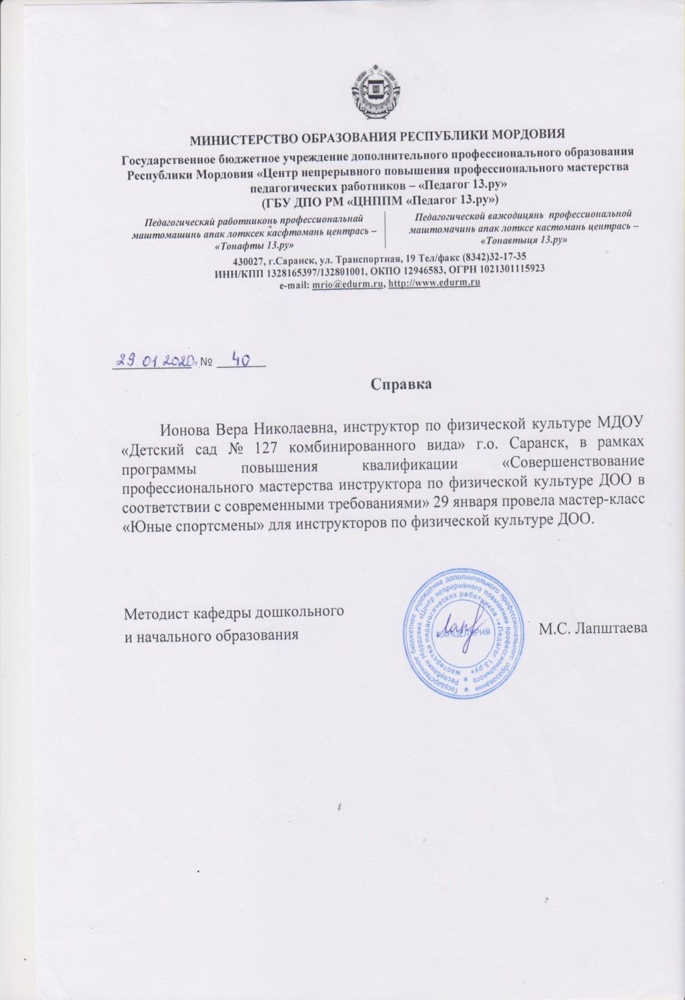 МИНИСТЕРСТВО ОБРАЗОВАНИЯ РЕСПУБЛИКИ МОРДОВИЯ
Государственное бюджетное учреждение дополнительного профессионального образования
Республики Мордовия «Центр непрерывного повышения профессионального мастерства
педагогических работников – «Педагог 13.ру»
(ГБУ ДПО РМ «ЦНППМ «Педагог 13.ру»)
Педагогическяй работниконь профессиональнай
маштомашинь апак лотксек касфтомань центрась –
«Тонафты 13.ру»
Педагогической важодицянь профессиональной
маштомачинь апак лотксе кастомань центрась –
«Тонавтыця 13.ру»
430027, г.Саранск, ул. Транспортная, 19 Тел/факс (8342)32-17-35
ИНН/КПП 1328165397/132801001, ОКПО 12946583, ОГРН 1021301115923
e-mail: mrio@edurm.ru, http://www.edurm.ru
29 01 2020г. № 40
Справка
Ионова Вера Николаевна, инструктор по физической культуре МДОУ
«Детский сад № 127 комбинированного вида» г.о. Саранск, в рамках
программы повышения квалификации «Совершенствование
профессионального мастерства инструктора по физической культуре ДОО в
соответствии с современными требованиями» 29 января провела мастер-класс
«Юные спортсмены» для инструкторов по физической культуре ДОО.
Методист кафедры дошкольного
и начального образования
М.С. Лапштаева
Государственное бюджетное учреждение дополнительного профессионального образования
Республики Мордовия «Центр непрерывного повышения профессионального
мастерства педагогических работников - «Педагог 13.ру»
КАНЦЕЛЯРИЯ